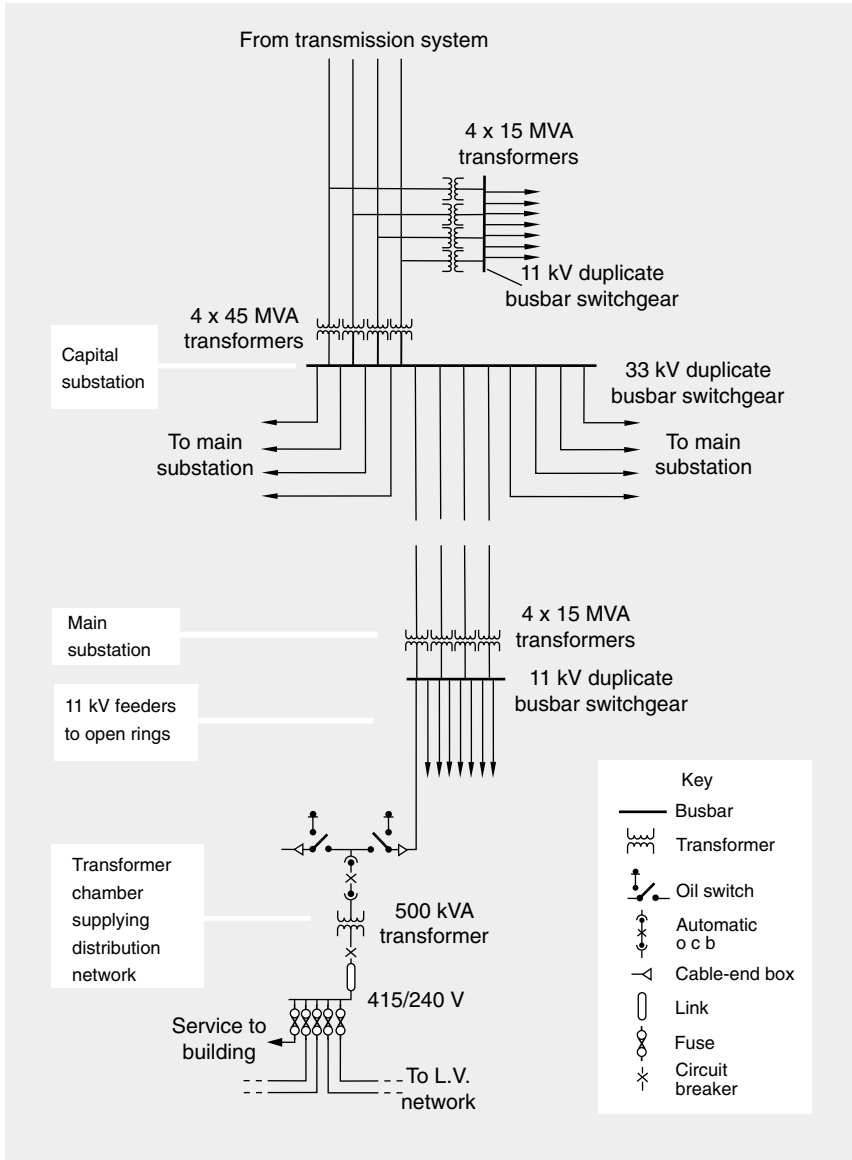 From transmission system
4 x 15 MVA
transformers
11 kV duplicate
busbar switchgear
4 x 45 MVA
transformers
Capital
substation
33 kV duplicate
busbar switchgear
To main
substation
To main
substation
Main
substation
4 x 15 MVA
transformers
11 kV duplicate
busbar switchgear
11 kV feeders
to open rings
Transformer
chamber
supplying
distribution
network
500 kVA
transformer
415/240 V
Service to
building
To L.V.
network
Key
Busbar
Transformer
Oil switch
Automatic
o c b
Cable-end box
Link
Fuse
Circuit
breaker